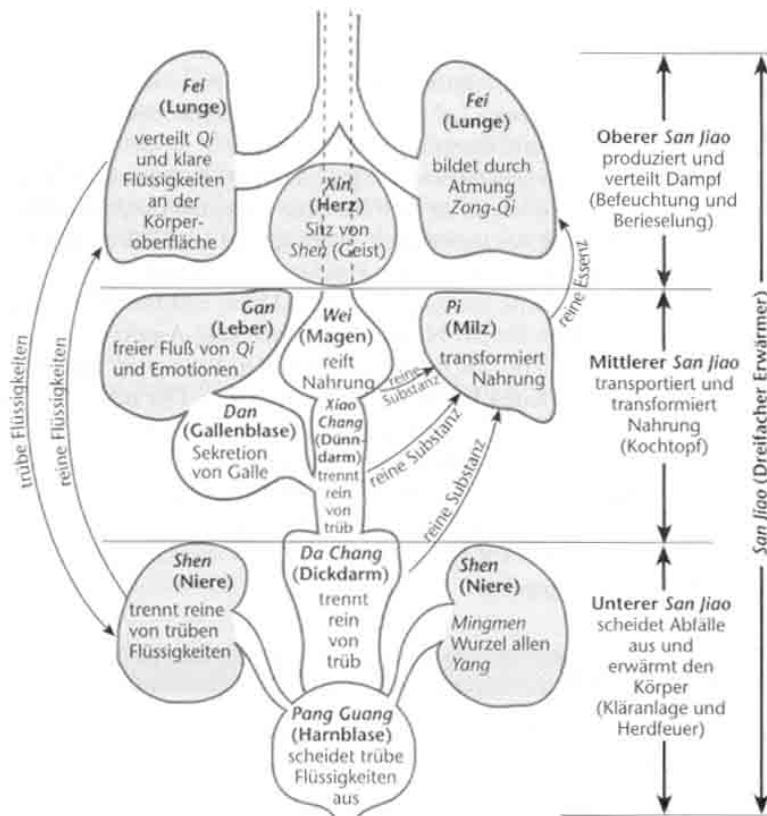 Fei
(Lunge)
verteilt Qi
und klare
Flüssigkeiten
an der
Körper-
oberfläche
Fei
(Lunge)
bildet durch
Atmung
Zong-Qi
Xin
(Herz)
Sitz von
Shen (Geist)
Oberer San Jiao
produziert und
verteilt Dampf
(Befeuchtung und
Berieselung)
reine Essenz
Gan
(Leber)
freier Fluß von Qi
und Emotionen
Wei
(Magen)
reift
Nahrung
Pi
(Milz)
transformiert
Nahrung
Mittlerer San Jiao
transportiert und
transformiert
Nahrung
(Kochtopf)
Dan
(Gallenblase)
Sekretion
von Galle
Xiao
Chang
(Dünn-
darm)
trennt
rein
von
trüb
reine
Substanz
reine Substanz
reine Substanz
trübe Flüssigkeiten
reine Flüssigkeiten
San Jiao (Dreifacher Erwärmer)
Shen
(Niere)
trennt reine
von trüben
Flüssigkeiten
Da Chang
(Dickdarm)
trennt
rein
von
trüb
Shen
(Niere)
Mingmen
Wurzel allen
Yang
Unterer San Jiao
scheidet Abfälle
aus und
erwärmt den
Körper
(Kläranlage und
Herdfeuer)
Pang Guang
(Harnblase)
scheidet trübe
Flüssigkeiten
aus